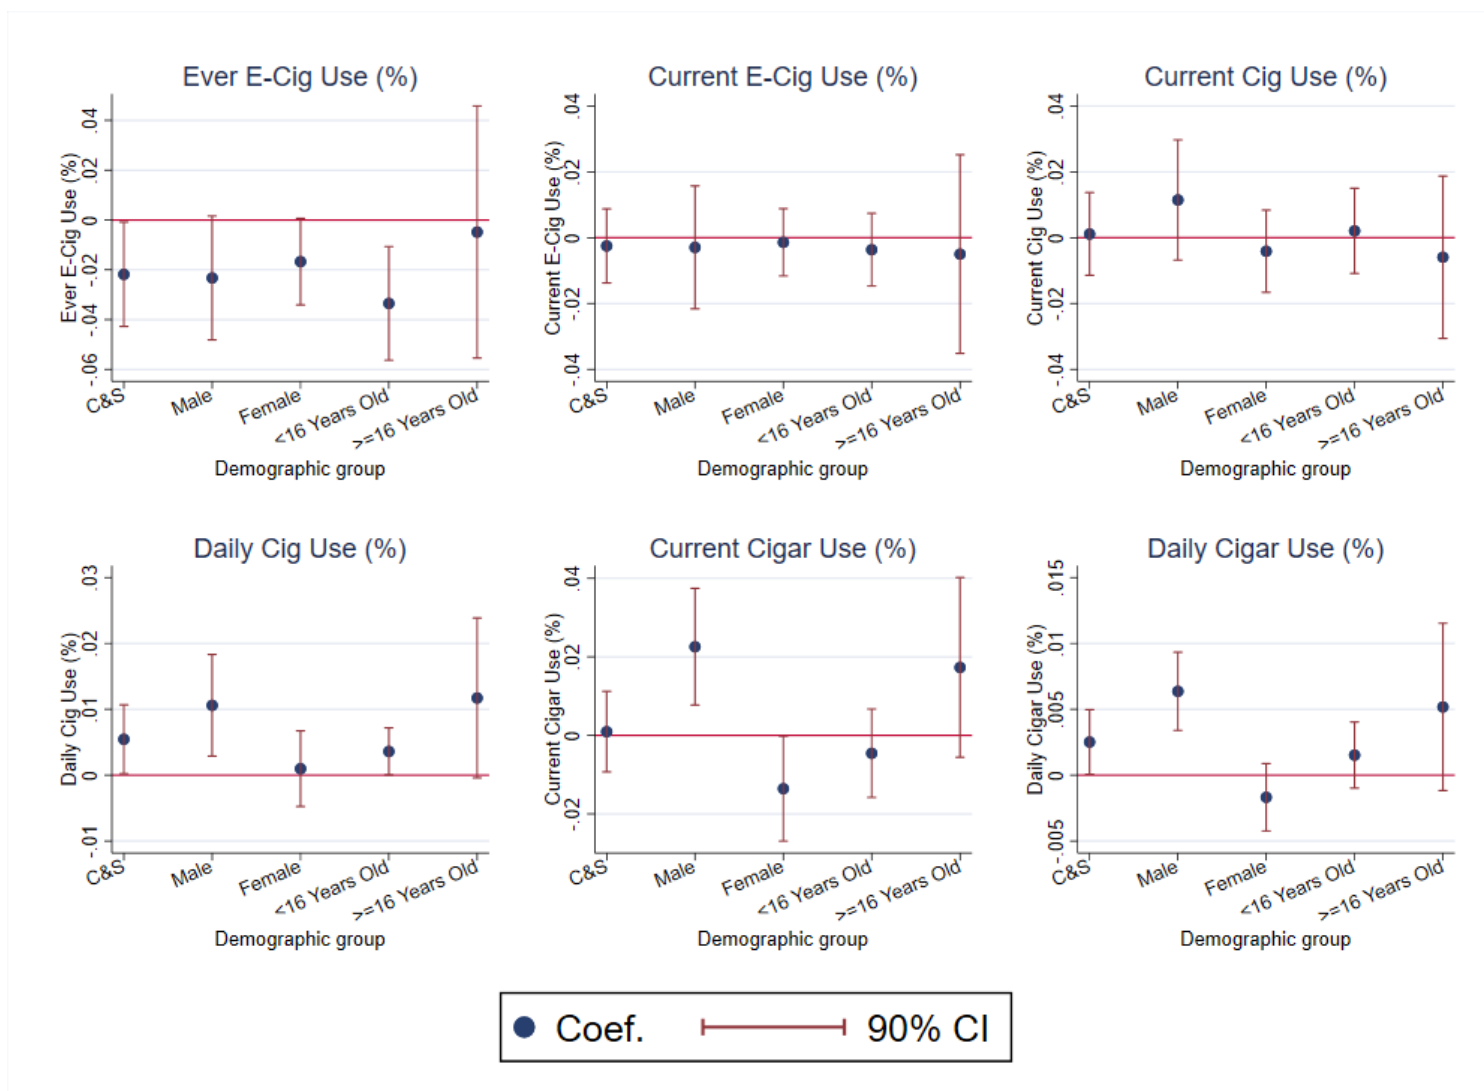 Ever E-Cig Use (%)
Ever E-Cig Use (%)
.04
.02
0
-.02
-.04
-.06
C&S
Male
Female
<16 Years Old
>=16 Years Old
Demographic group
Current E-Cig Use (%)
Current E-Cig Use (%)
.04
.02
0
-.02
-.04
C&S
Male
Female
<16 Years Old
>=16 Years Old
Demographic group
Current Cig Use (%)
Current Cig Use (%)
.04
.02
0
-.02
-.04
C&S
Male
Female
<16 Years Old
>=16 Years Old
Demographic group
Daily Cig Use (%)
Daily Cig Use (%)
.03
.02
.01
0
-.01
C&S
Male
Female
<16 Years Old
>=16 Years Old
Demographic group
Current Cigar Use (%)
Current Cigar Use (%)
.04
.02
0
-.02
C&S
Male
Female
<16 Years Old
>=16 Years Old
Demographic group
Daily Cigar Use (%)
Daily Cigar Use (%)
.015
.01
.005
0
-.005
C&S
Male
Female
<16 Years Old
>=16 Years Old
Demographic group
Coef.
90% CI